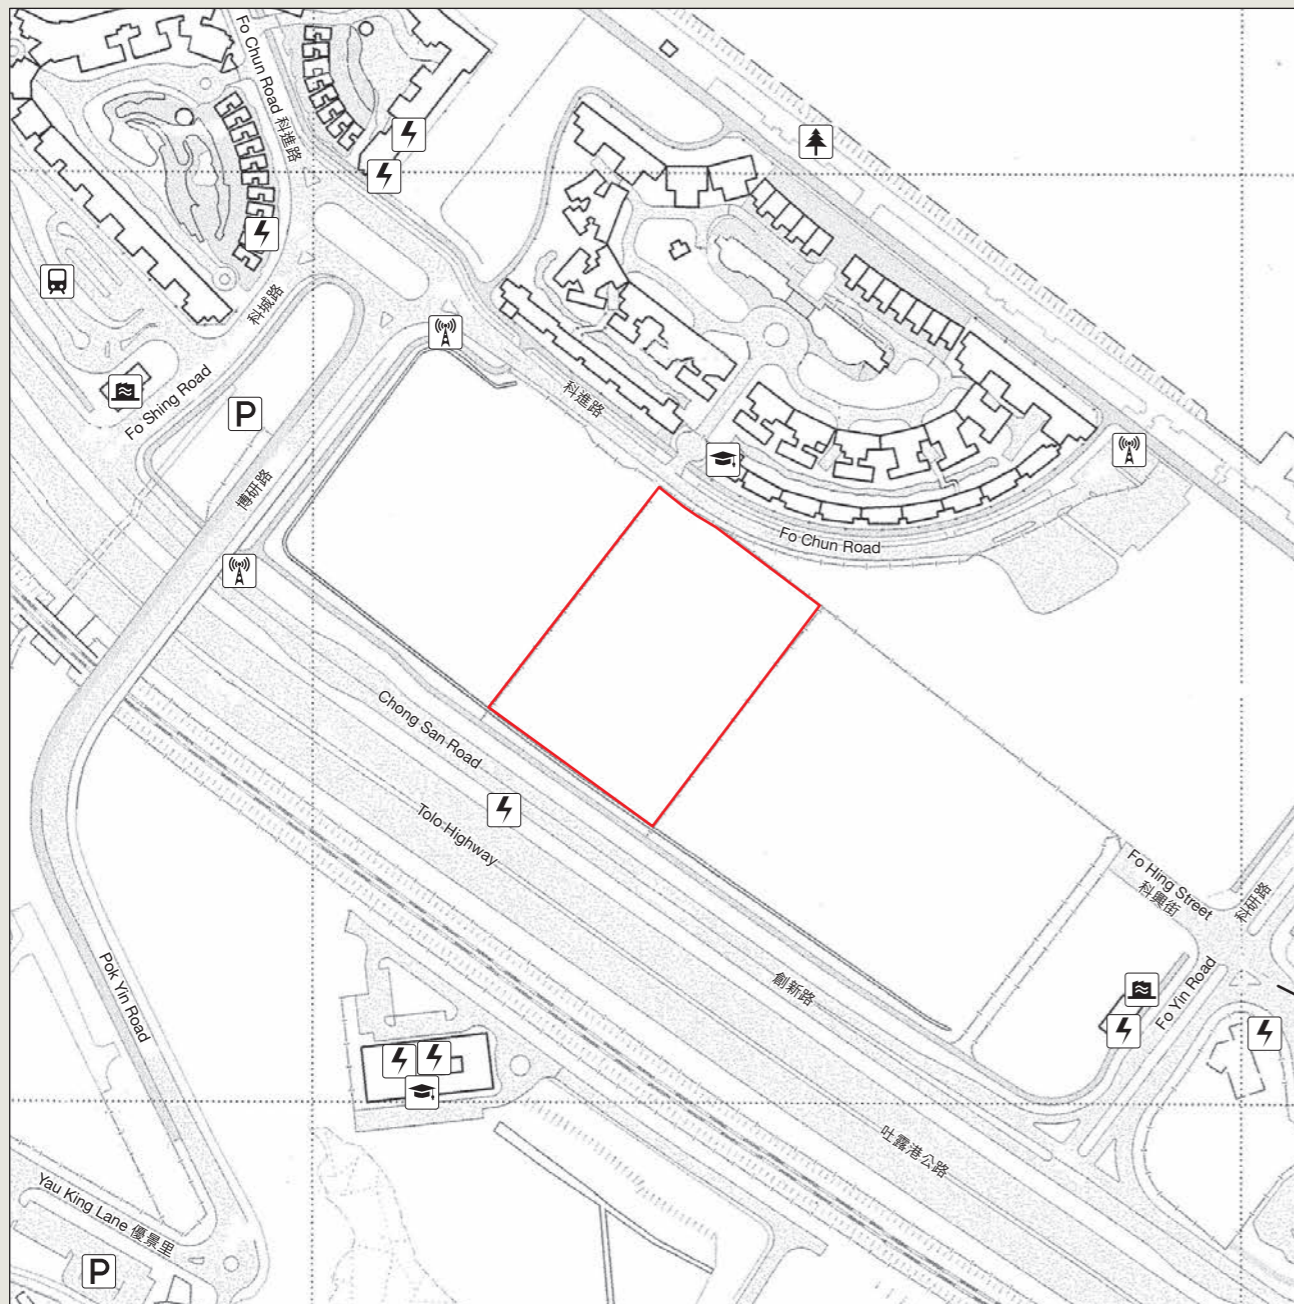 Fo Chun Road 科進路
科城路
Fo Shing Road
P
博研路
科進路
Fo Chun Road
Chong San Road
Tolo Highway
Fo Hing Street
科興街
科研路
Fo Yin Road
創新路
Pok Yin Road
吐露港公路
Yau King Lane 優景里
P